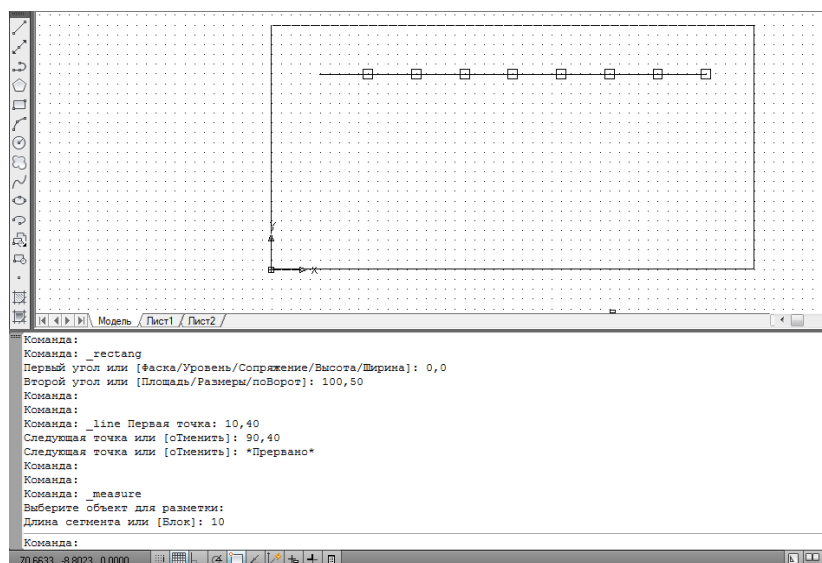 Y
X
Модель / Лист1 / Лист2 /
Команда:
Команда: _rectang
Первый угол или [Фаска/Уровень/Сопряжение/Высота/Ширина]: 0,0
Второй угол или [Площадь/Размеры/поВорот]: 100,50
Команда:
Команда:
Команда: _line Первая точка: 10,40
Следующая точка или [оТменить]: 90,40
Следующая точка или [оТменить]: *Прервано*
Команда:
Команда:
Команда: _measure
Выберите объект для разметки:
Длина сегмента или [Блок]: 10
Команда:
70.6633, -8.8023, 0.0000